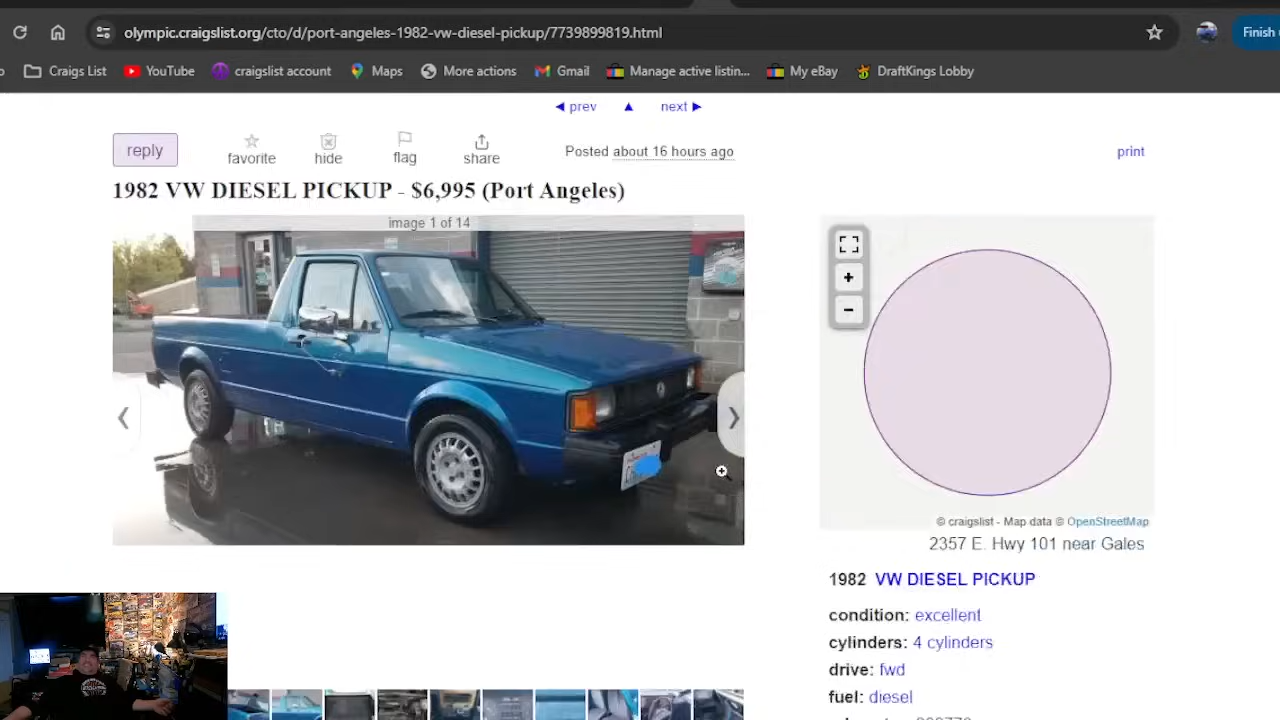 olympic.craigslist.org/cto/d/port-angeles-1982-vw-diesel-pickup/7739899819.html
Finish
Craigs List
YouTube
craigslist account
Maps
More actions
Gmail
Manage active listin...
My eBay
DraftKings Lobby
◀ prev
▲
next ▶
reply
favorite
hide
flag
share
Posted about 16 hours ago
print
1982 VW DIESEL PICKUP - $6,995 (Port Angeles)
image 1 of 14
+
-
© craigslist - Map data © OpenStreetMap
2357 E. Hwy 101 near Gales
1982 VW DIESEL PICKUP
condition: excellent
cylinders: 4 cylinders
drive: fwd
fuel: diesel